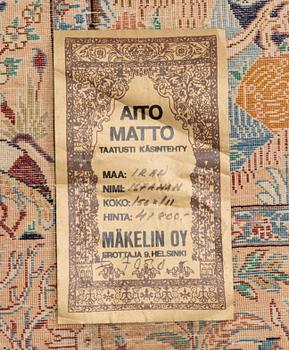 AITO
MATTO
TAATUSTI KÄSINTEHTY
MAA: IRAN
NIMI: ISFAHAN
KOKO:
HINTA:
MÄKELIN OY
EROTTAJA 9. HELSINKI